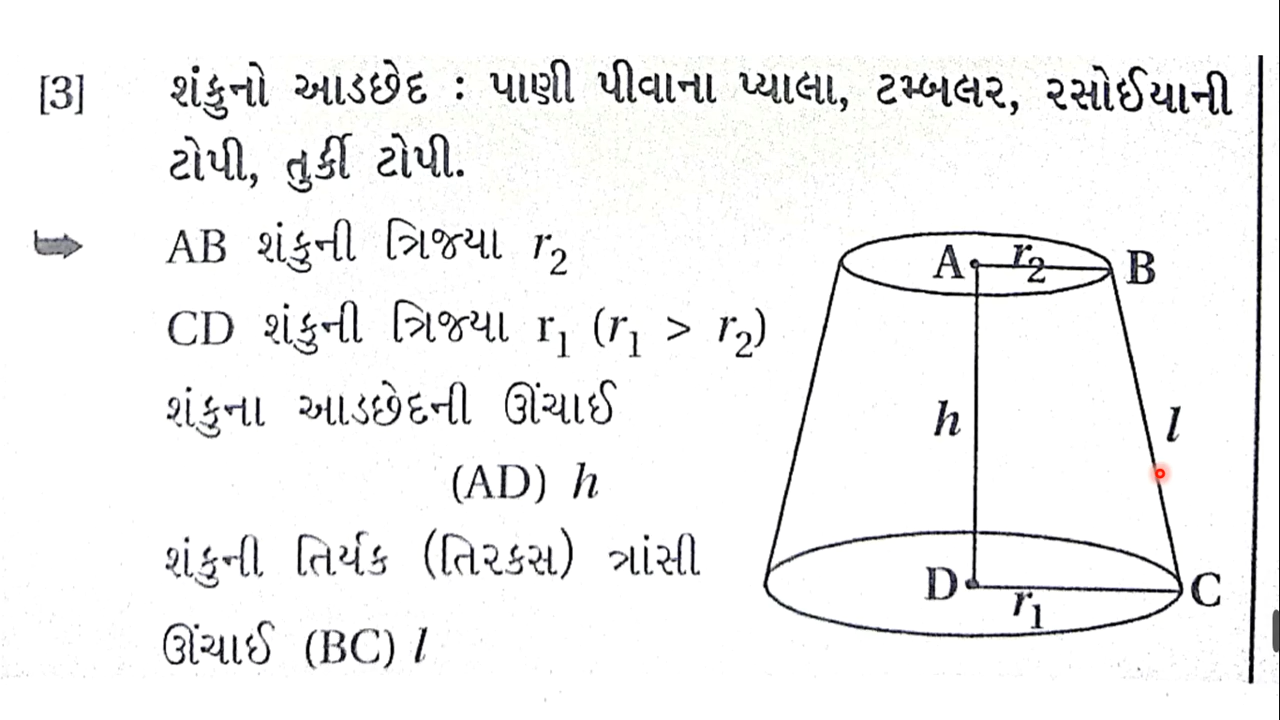 [3] શંકુનો આડછેદ : પાણી પીવાના પ્યાલા, ટમ્બલર, રસોઈયાની
ટોપી, તુર્કી ટોપી.
AB શંકુની ત્રિજ્યા r₂
CD શંકુની ત્રિજ્યા r₁ (r₁ > r₂)
શંકુના આડછેદની ઊંચાઈ
(AD) h
શંકુની તિર્યક (તિરકસ) ત્રાંસી
ઊંચાઈ (BC) l
A r₂ B
h l
D r₁ C